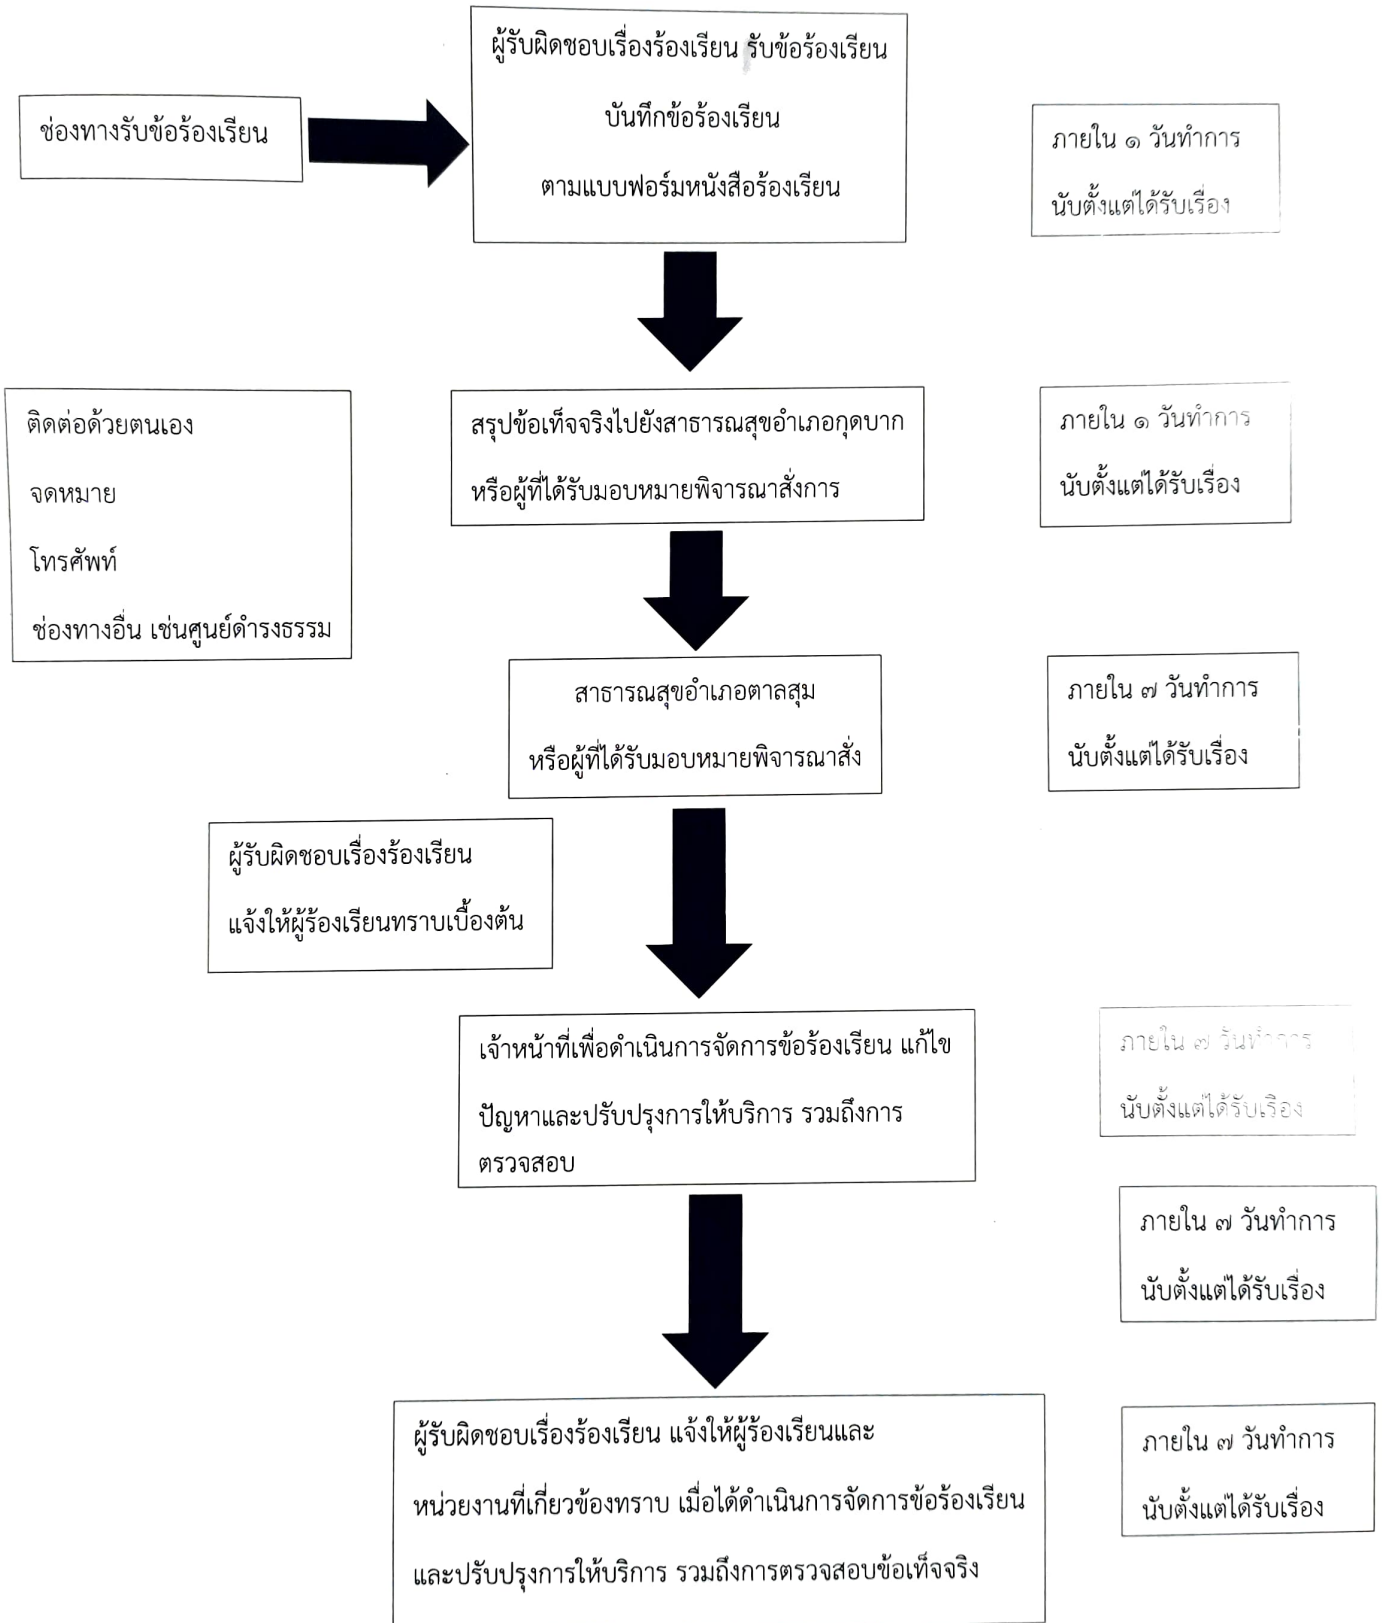 ผู้รับผิดชอบเรื่องร้องเรียน รับข้อร้องเรียน
บันทึกข้อร้องเรียน
ตามแบบฟอร์มหนังสือร้องเรียน
ช่องทางรับข้อร้องเรียน
ภายใน ๑ วันทำการ
นับตั้งแต่ได้รับเรื่อง
ติดต่อด้วยตนเอง
จดหมาย
โทรศัพท์
ช่องทางอื่น เช่นศูนย์ดำรงธรรม
สรุปข้อเท็จจริงไปยังสาธารณสุขอำเภอกุดบาก
หรือผู้ที่ได้รับมอบหมายพิจารณาสั่งการ
ภายใน ๑ วันทำการ
นับตั้งแต่ได้รับเรื่อง
สาธารณสุขอำเภอตาลสุม
หรือผู้ที่ได้รับมอบหมายพิจารณาสั่ง
ภายใน ๗ วันทำการ
นับตั้งแต่ได้รับเรื่อง
ผู้รับผิดชอบเรื่องร้องเรียน
แจ้งให้ผู้ร้องเรียนทราบเบื้องต้น
เจ้าหน้าที่เพื่อดำเนินการจัดการข้อร้องเรียน แก้ไข
ปัญหาและปรับปรุงการให้บริการ รวมถึงการ
ตรวจสอบ
ภายใน ๗ วันทำการ
นับตั้งแต่ได้รับเรื่อง
ภายใน ๗ วันทำการ
นับตั้งแต่ได้รับเรื่อง
ผู้รับผิดชอบเรื่องร้องเรียน แจ้งให้ผู้ร้องเรียนและ
หน่วยงานที่เกี่ยวข้องทราบ เมื่อได้ดำเนินการจัดการข้อร้องเรียน
และปรับปรุงการให้บริการ รวมถึงการตรวจสอบข้อเท็จจริง
ภายใน ๗ วันทำการ
นับตั้งแต่ได้รับเรื่อง